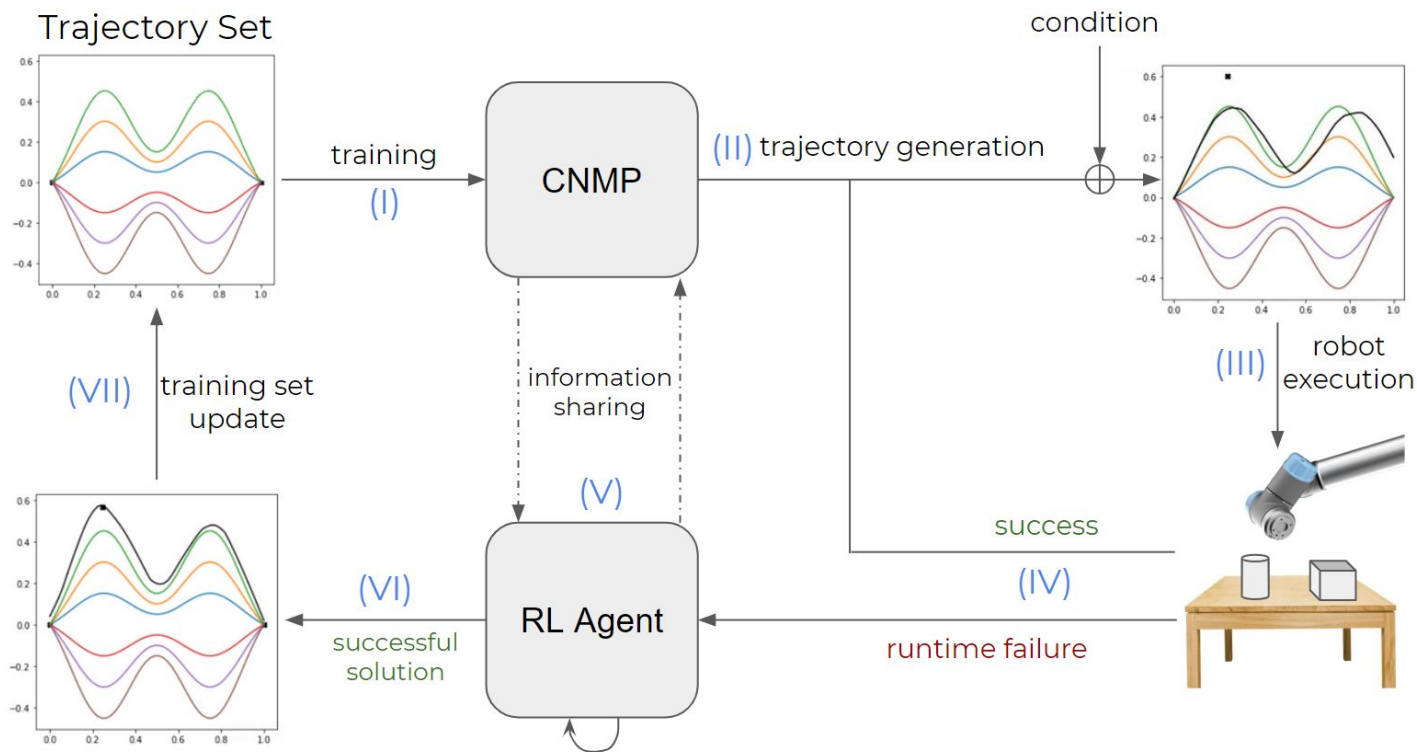 Trajectory Set
0.6
0.4
0.2
0.0
−0.2
−0.4
0.0 0.2 0.4 0.6 0.8 1.0
training
(I)
CNMP
(II) trajectory generation
condition
0.6
0.4
0.2
0.0
−0.2
−0.4
0.0 0.2 0.4 0.6 0.8 1.0
(III)
robot
execution
(VII)
training set
update
information
sharing
(V)
success
(IV)
runtime failure
RL Agent
(VI)
successful
solution
0.6
0.4
0.2
0.0
−0.2
−0.4
0.0 0.2 0.4 0.6 0.8 1.0